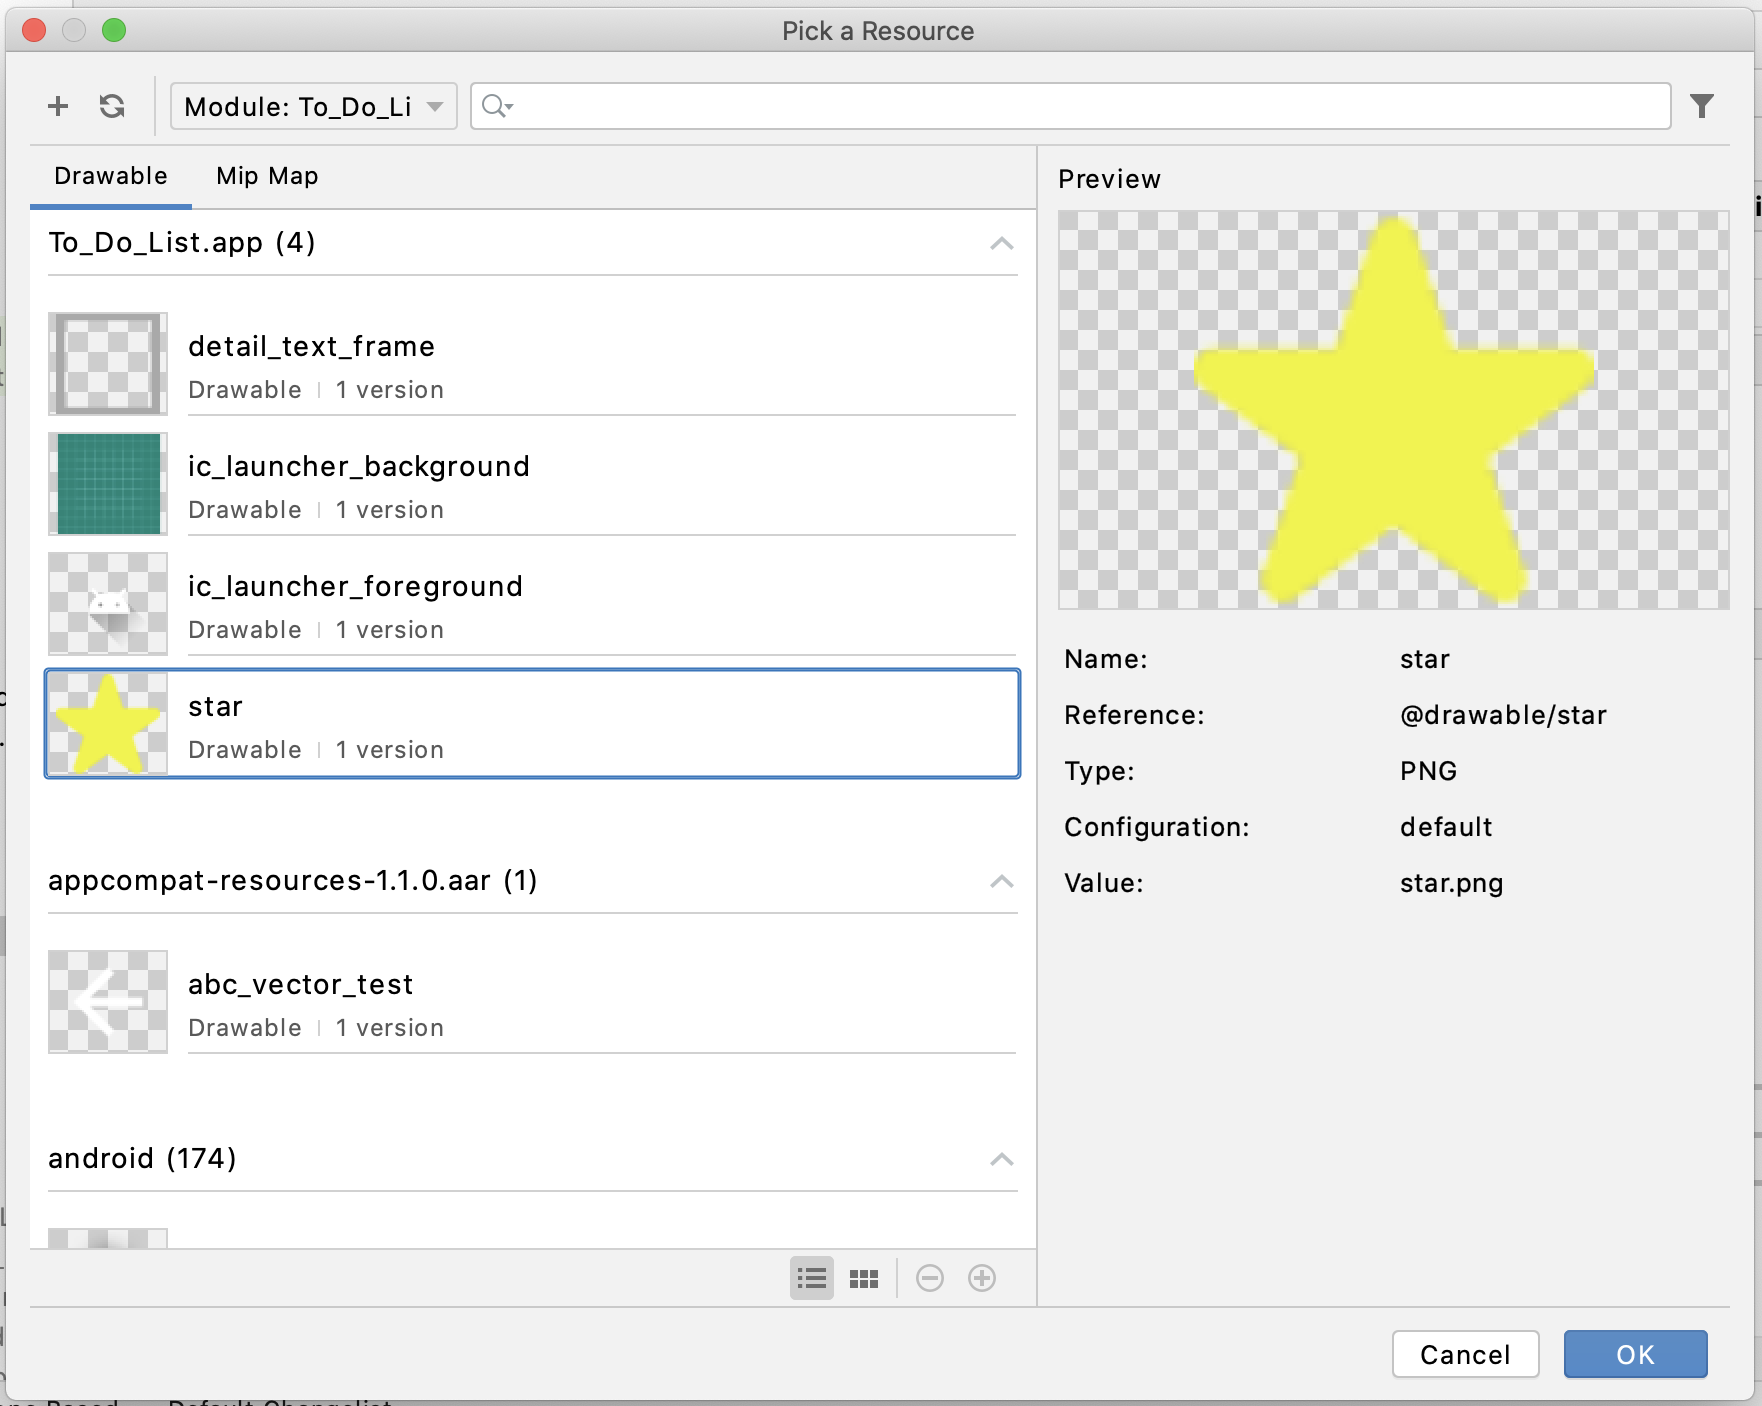 Pick a Resource
Module: To_Do_Li
Drawable Mip Map
To_Do_List.app (4)
detail_text_frame
Drawable 1 version
ic_launcher_background
Drawable 1 version
ic_launcher_foreground
Drawable 1 version
star
Drawable 1 version
appcompat-resources-1.1.0.aar (1)
abc_vector_test
Drawable 1 version
android (174)
Preview
Name: star
Reference: @drawable/star
Type: PNG
Configuration: default
Value: star.png
Cancel OK
Default Changelist